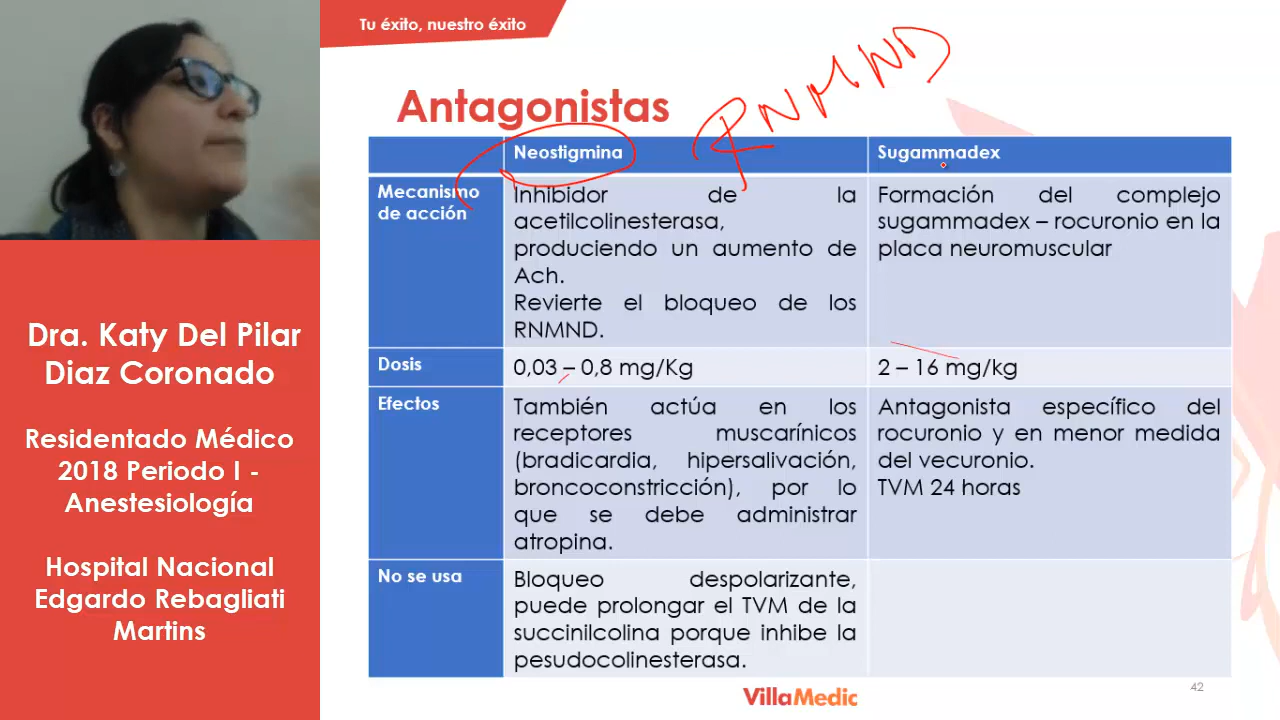 Tu éxito, nuestro éxito
RNMND
Antagonistas
Neostigmina
Sugammadex
Mecanismo
de acción
Inhibidor de la
acetilcolinesterasa,
produciendo un aumento de
Ach.
Revierte el bloqueo de los
RNMND.
Formación del complejo
sugammadex – rocuronio en la
placa neuromuscular
Dosis
0,03 – 0,8 mg/Kg
2 – 16 mg/kg
Efectos
También actúa en los
receptores muscarínicos
(bradicardia, hipersalivación,
broncoconstricción), por lo
que se debe administrar
atropina.
Antagonista específico del
rocuronio y en menor medida
del vecuronio.
TVM 24 horas
No se usa
Bloqueo despolarizante,
puede prolongar el TVM de la
succinilcolina porque inhibe la
pesudocolinesterasa.
Dra. Katy Del Pilar
Diaz Coronado
Residentado Médico
2018 Periodo I -
Anestesiología
Hospital Nacional
Edgardo Rebagliati
Martins
VillaMedic
42